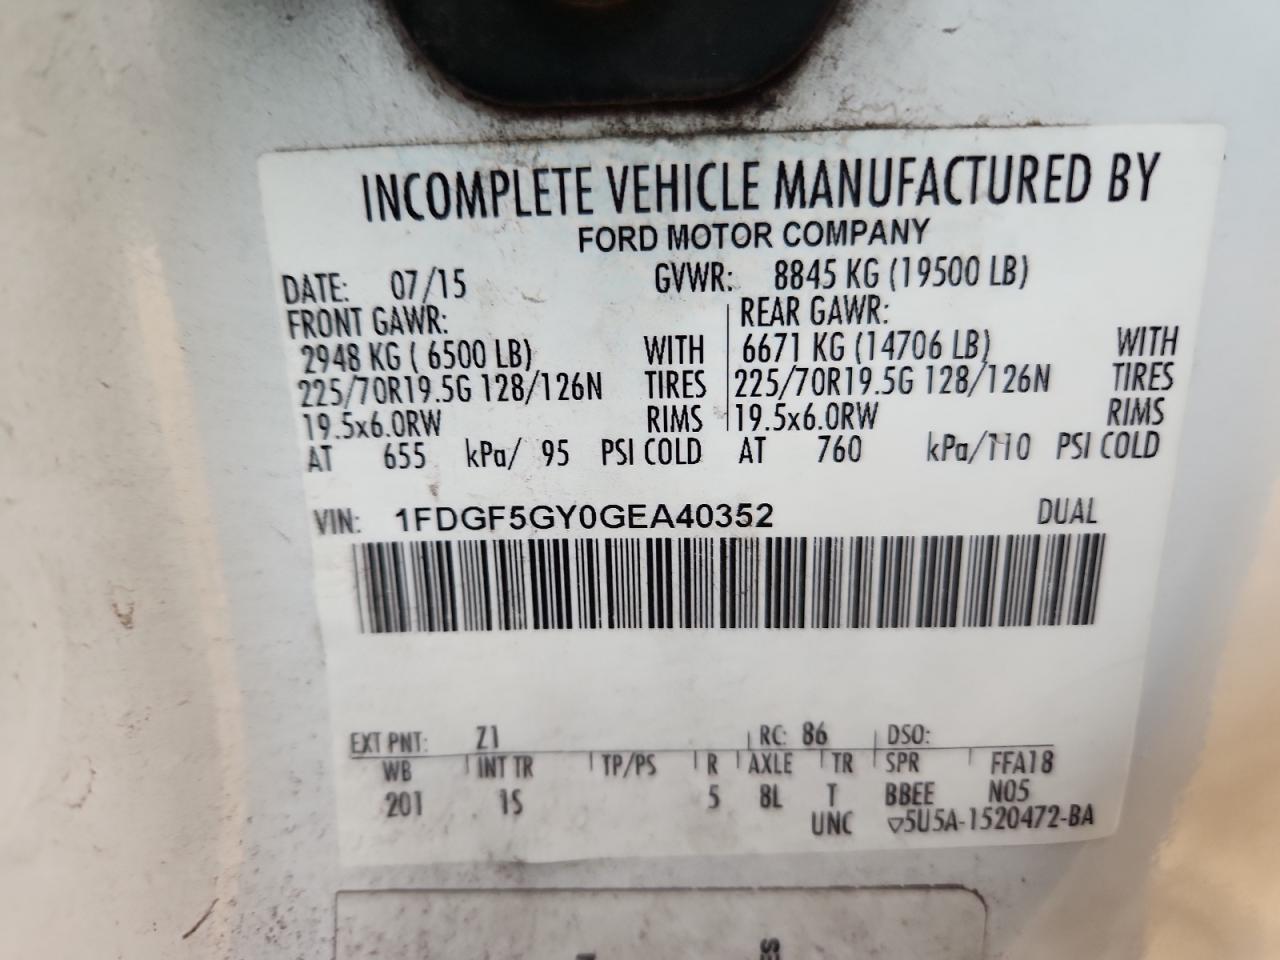 INCOMPLETE VEHICLE MANUFACTURED BY
FORD MOTOR COMPANY
DATE: 07/15 GVWR: 8845 KG (19500 LB)
FRONT GAWR: REAR GAWR:
2948 KG ( 6500 LB) WITH 6671 KG (14706 LB) WITH
225/70R19.5G 128/126N TIRES 225/70R19.5G 128/126N TIRES
19.5x6.0RW RIMS 19.5x6.0RW RIMS
AT 655 kPa/ 95 PSI COLD AT 760 kPa/110 PSI COLD
VIN: 1FDGF5GY0GEA40352 DUAL
EXT PNT: Z1 RC: 86 DSO:
WB INT TR TP/PS R AXLE TR SPR FFA18
201 1S 5 8L T BBEE N05
UNC ▽5U5A-1520472-BA